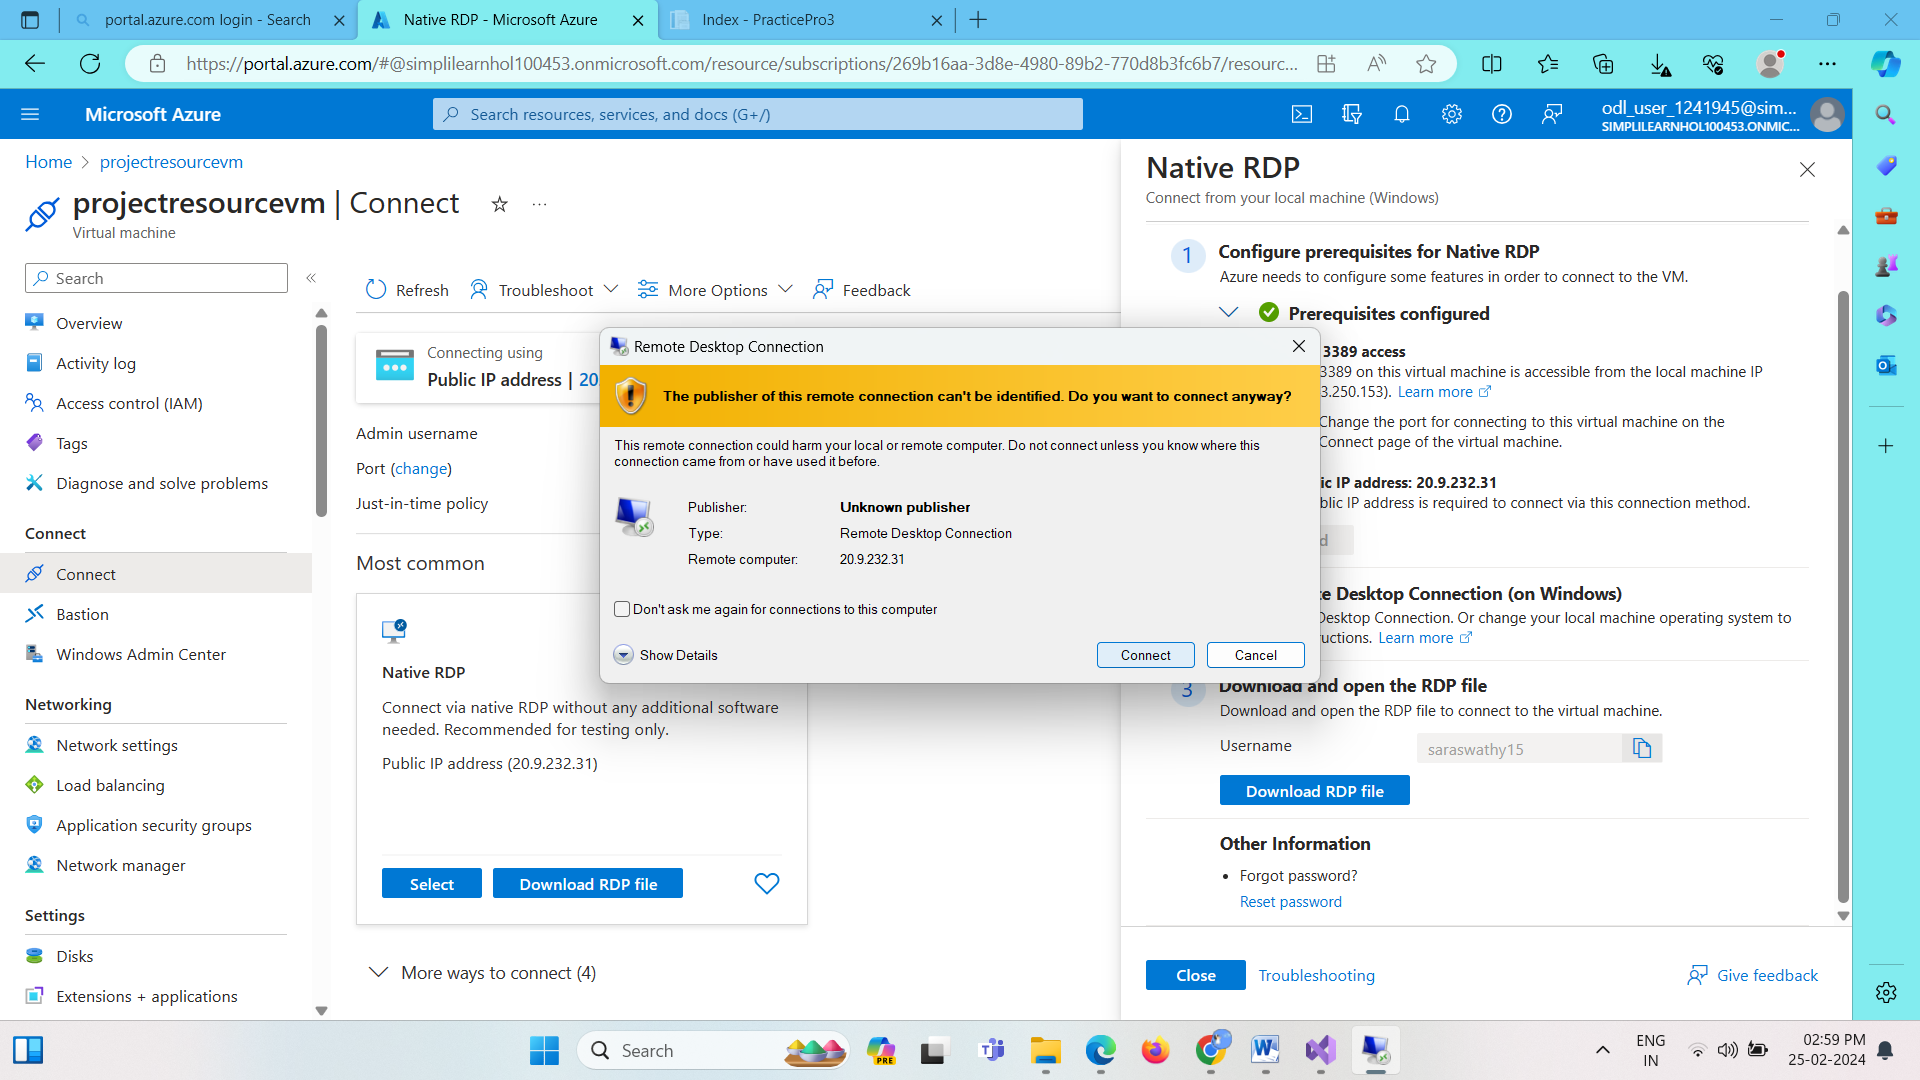 portal.azure.com login - Search
Native RDP - Microsoft Azure
Index - PracticePro3
https://portal.azure.com/#@simplilearnhol100453.onmicrosoft.com/resource/subscriptions/269b16aa-3d8e-4980-89b2-770d8b3fc6b7/resourc...
Microsoft Azure
Search resources, services, and docs (G+/)
odl_user_1241945@sim...
SIMPLILEARNHOL100453.ONMIC...
Home > projectresourcevm
projectresourcevm | Connect
Virtual machine
Search
Overview
Activity log
Access control (IAM)
Tags
Diagnose and solve problems
Connect
Connect
Bastion
Windows Admin Center
Networking
Network settings
Load balancing
Application security groups
Network manager
Settings
Disks
Extensions + applications
Refresh
Troubleshoot
More Options
Feedback
Connecting using
Public IP address | 20
Admin username
Port (change)
Just-in-time policy
Most common
Native RDP
Connect via native RDP without any additional software
needed. Recommended for testing only.
Public IP address (20.9.232.31)
Select
Download RDP file
More ways to connect (4)
Remote Desktop Connection
The publisher of this remote connection can't be identified. Do you want to connect anyway?
This remote connection could harm your local or remote computer. Do not connect unless you know where this
connection came from or have used it before.
Publisher: Unknown publisher
Type: Remote Desktop Connection
Remote computer: 20.9.232.31
Don't ask me again for connections to this computer
Show Details
Connect
Cancel
Native RDP
Connect from your local machine (Windows)
1
Configure prerequisites for Native RDP
Azure needs to configure some features in order to connect to the VM.
Prerequisites configured
3389 access
3389 on this virtual machine is accessible from the local machine IP
3.250.153). Learn more
Change the port for connecting to this virtual machine on the
Connect page of the virtual machine.
ic IP address: 20.9.232.31
blic IP address is required to connect via this connection method.
d
te Desktop Connection (on Windows)
Desktop Connection. Or change your local machine operating system to
uctions. Learn more
3
Download and open the RDP file
Download and open the RDP file to connect to the virtual machine.
Username
saraswathy15
Download RDP file
Other Information
• Forgot password?
Reset password
Close
Troubleshooting
Give feedback
Search
PRE
ENG
IN
02:59 PM
25-02-2024